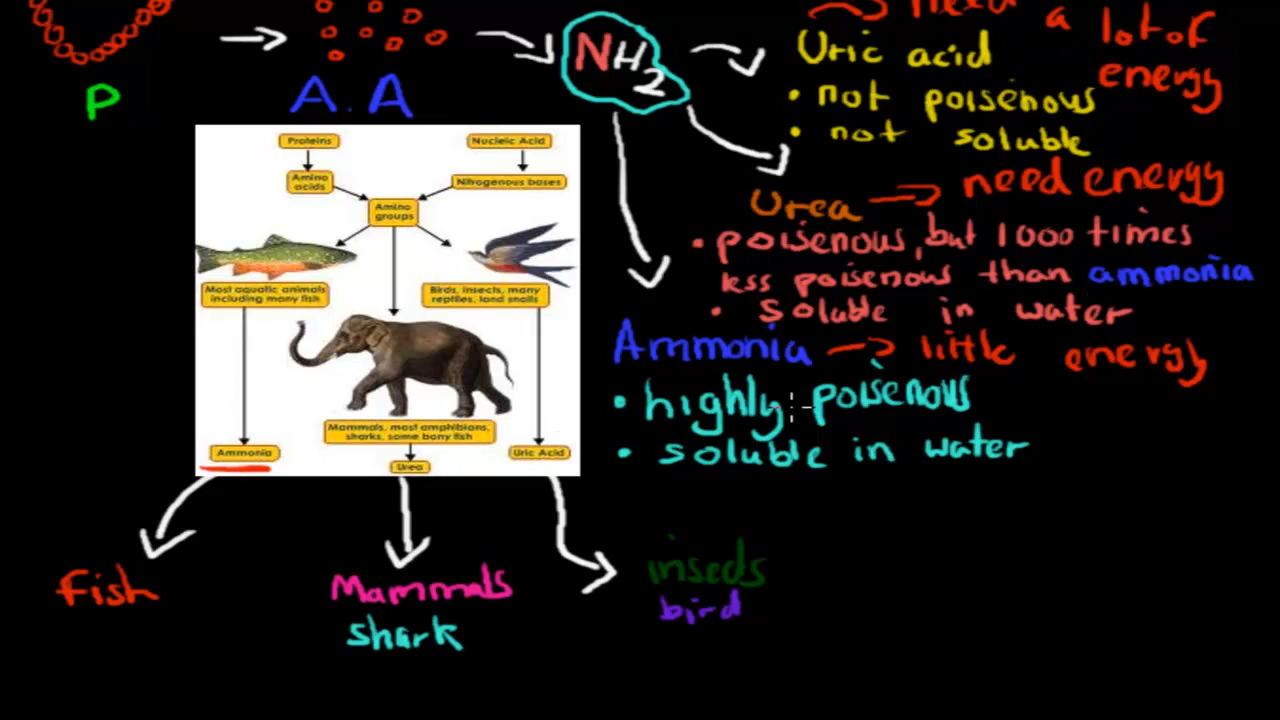 need a lot of
energy
P
A.A
NH2
Uric acid
• not poisenous
• not soluble
Urea → need energy
• poisenous, but 1000 times
less poisenous than ammonia
• soluble in water
Ammonia → little energy
• highly poisenous
• soluble in water
Proteins
Nucleic Acid
Amino
acids
Nitrogenous bases
Amino
groups
Most aquatic animals
including many fish
Birds, insects, many
reptiles, land snails
Mammals, most amphibians,
sharks, some bony fish
Ammonia
Urea
Uric Acid
Fish
Mammals
shark
insects
bird